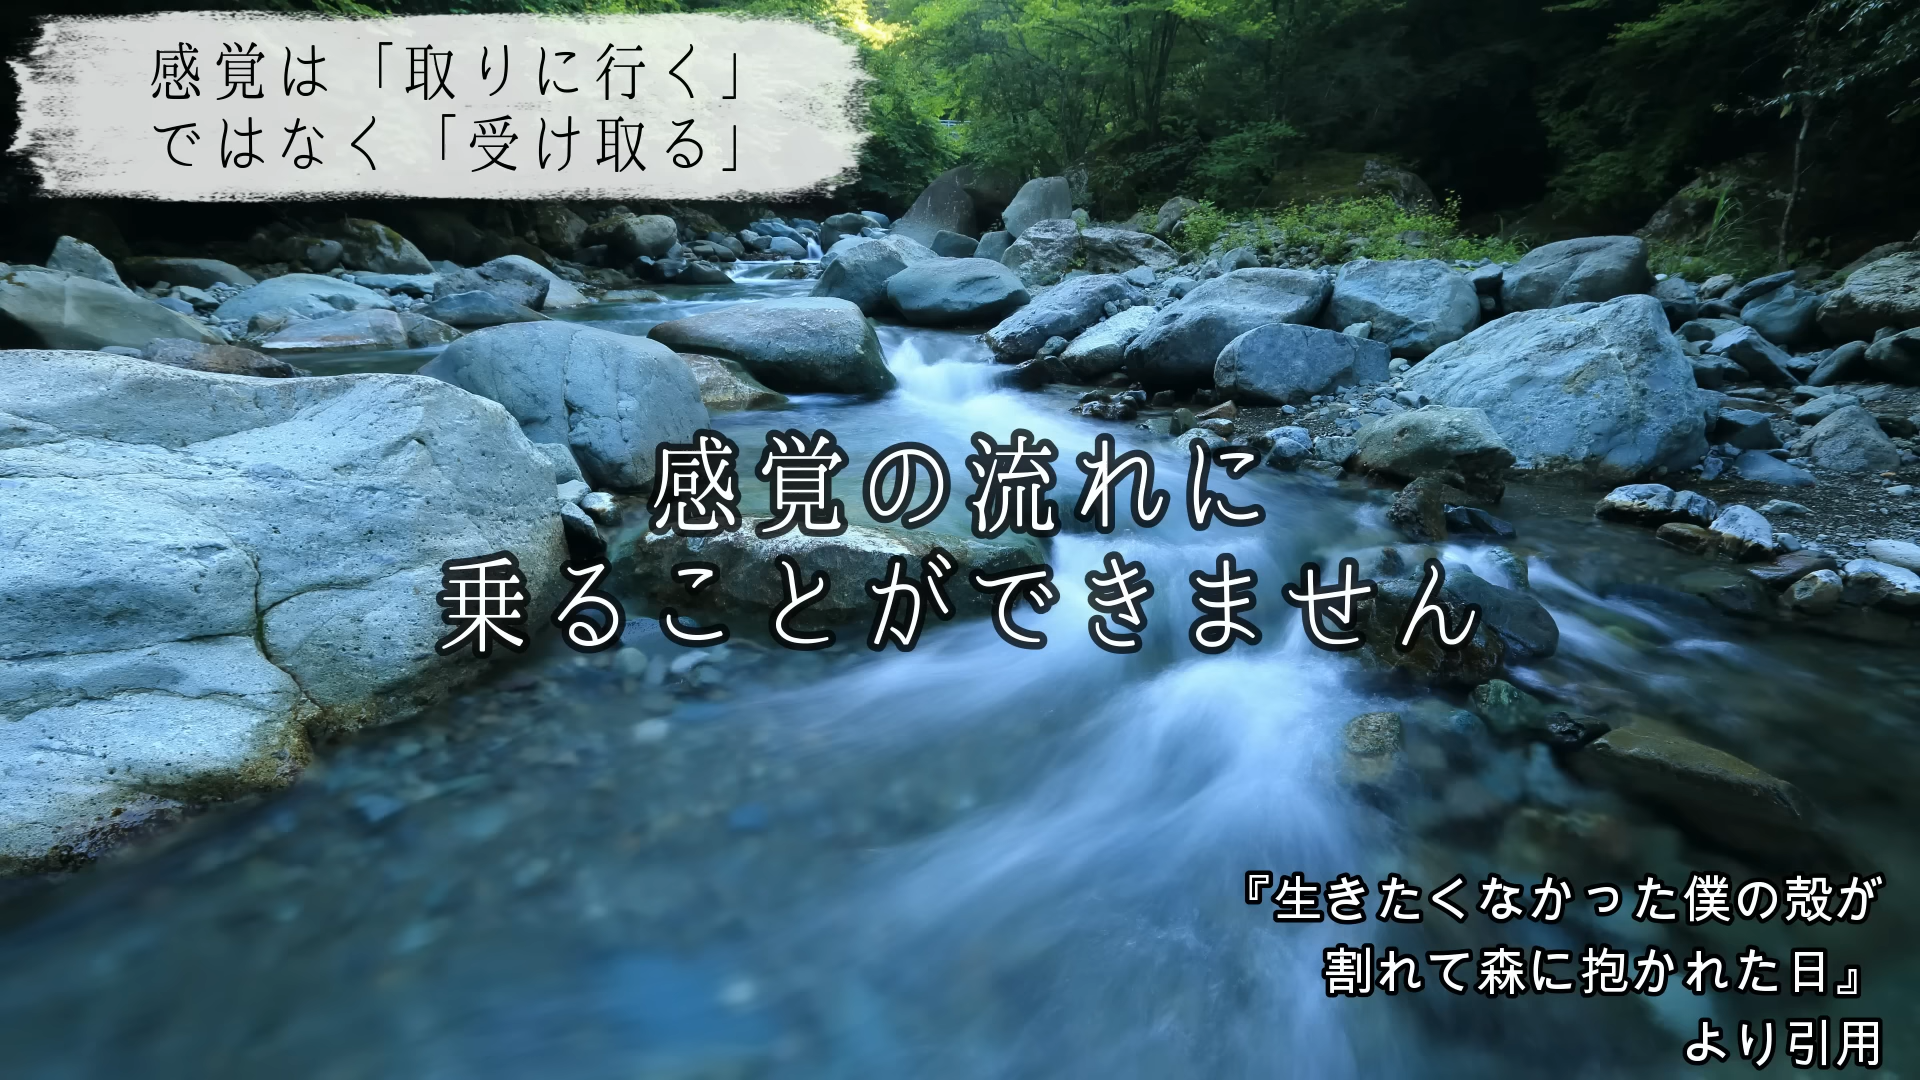 感覚は「取りに行く」
ではなく「受け取る」
感覚の流れに
乗ることができません
『生きたくなかった僕の殻が
割れて森に抱かれた日』
より引用